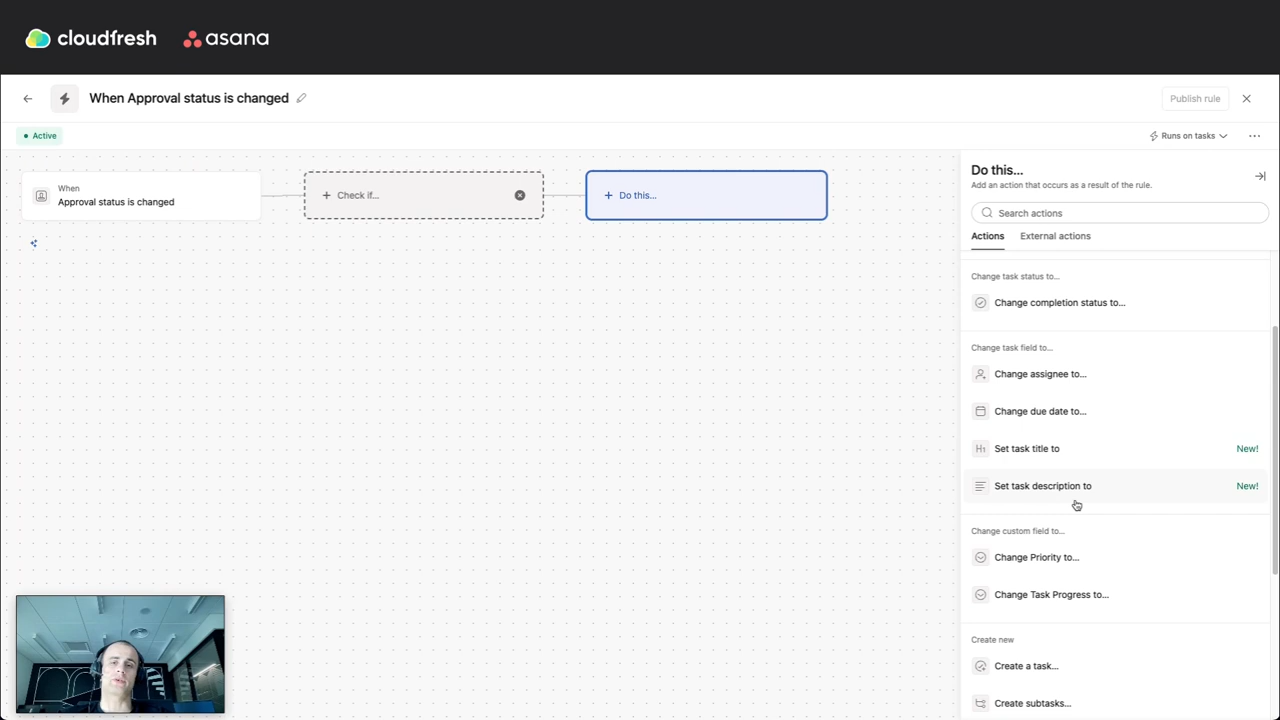 cloudfresh asana
When Approval status is changed
Publish rule
Active
Runs on tasks
When
Approval status is changed
Check if...
Do this...
Do this...
Add an action that occurs as a result of the rule.
Search actions
Actions External actions
Change task status to...
Change completion status to...
Change task field to...
Change assignee to...
Change due date to...
H1 Set task title to New!
Set task description to New!
Change custom field to...
Change Priority to...
Change Task Progress to...
Create new
Create a task...
Create subtasks...